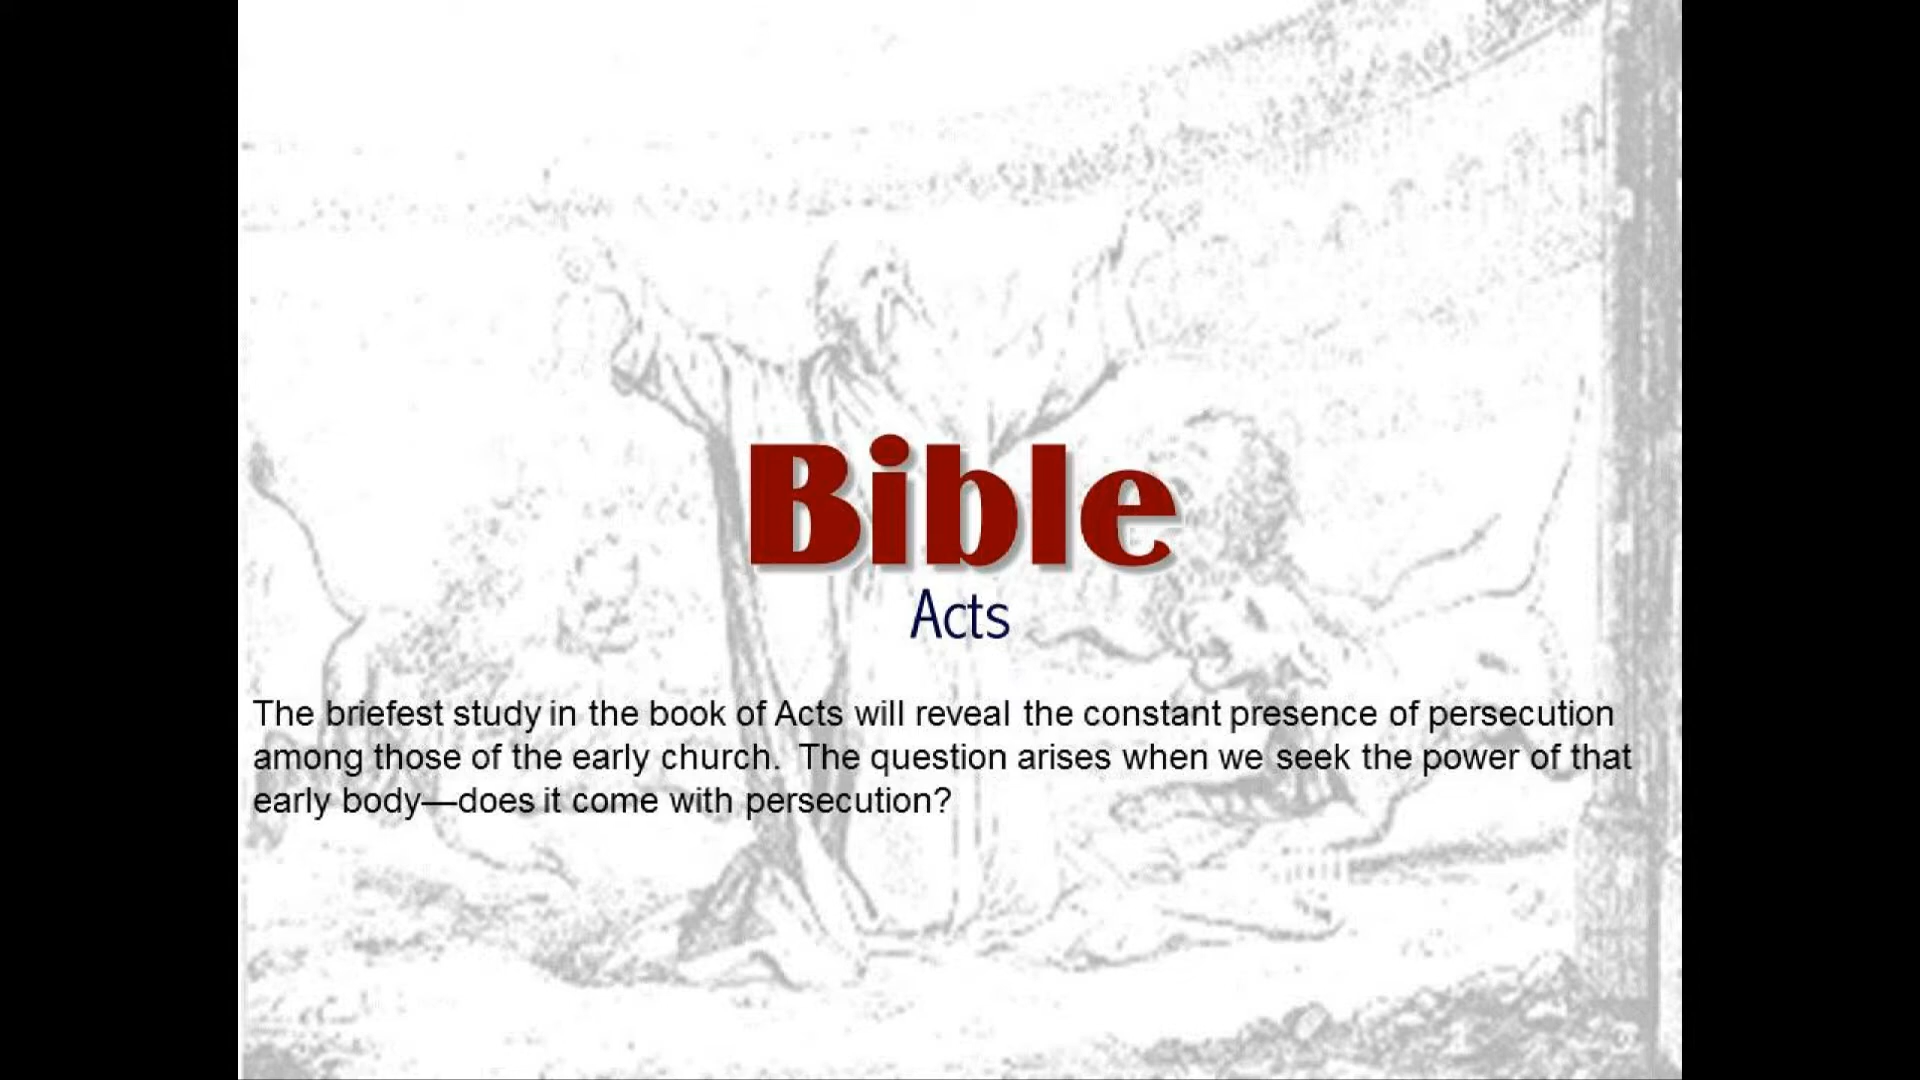 Bible
Acts
The briefest study in the book of Acts will reveal the constant presence of persecution
among those of the early church.  The question arises when we seek the power of that
early body—does it come with persecution?